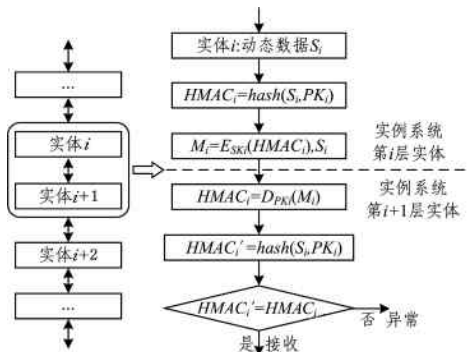 ...
实体i
实体i+1
实体i+2
...
实体i:动态数据Si
HMACi=hash(Si,PKi)
Mi=ESKi(HMACi),Si
实例系统
第i层实体
实例系统
第i+1层实体
HMACi=DPKi(Mi)
HMACi′=hash(Si,PKi)
HMACi′=HMACi
否 异常
是 接收